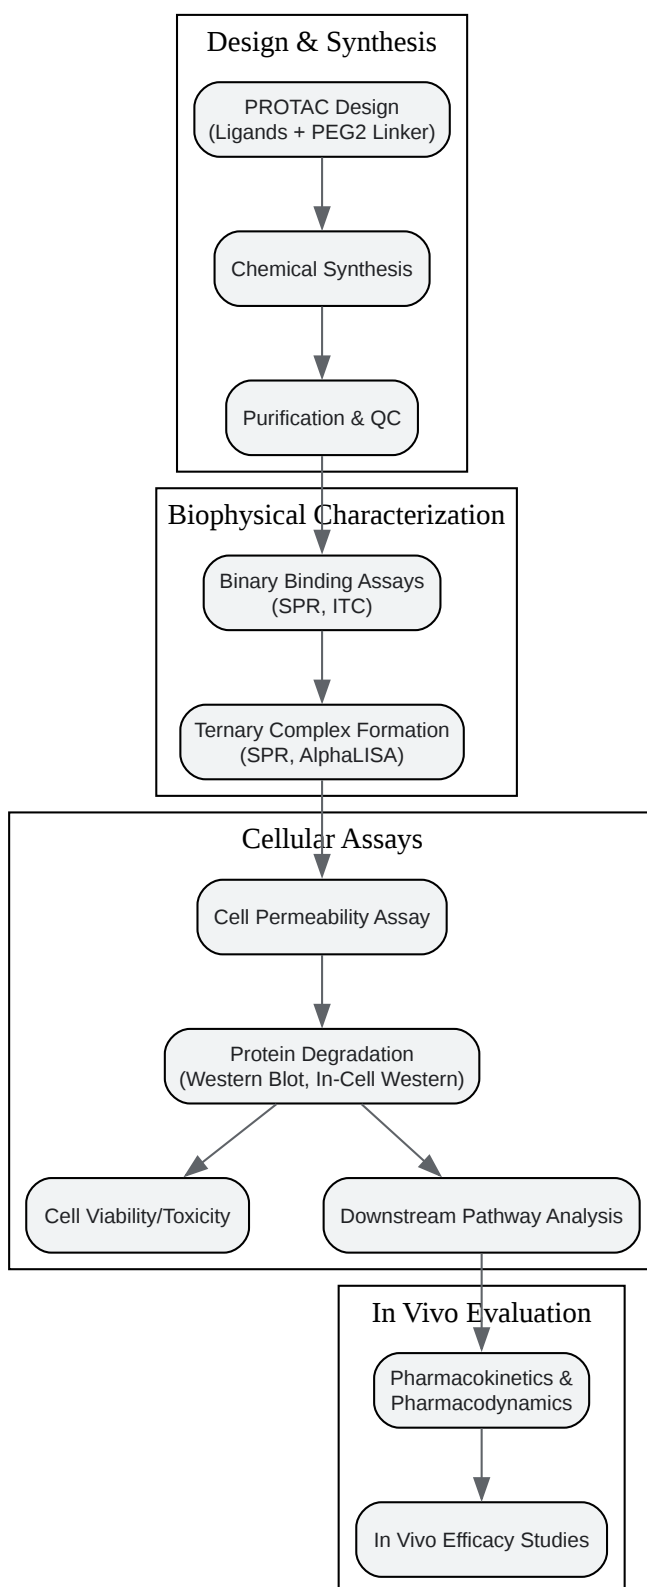 Design & Synthesis
PROTAC Design
(Ligands + PEG2 Linker)
Chemical Synthesis
Purification & QC
Biophysical Characterization
Binary Binding Assays
(SPR, ITC)
Ternary Complex Formation
(SPR, AlphaLISA)
Cellular Assays
Cell Permeability Assay
Protein Degradation
(Western Blot, In-Cell Western)
Cell Viability/Toxicity
Downstream Pathway Analysis
In Vivo Evaluation
Pharmacokinetics &
Pharmacodynamics
In Vivo Efficacy Studies